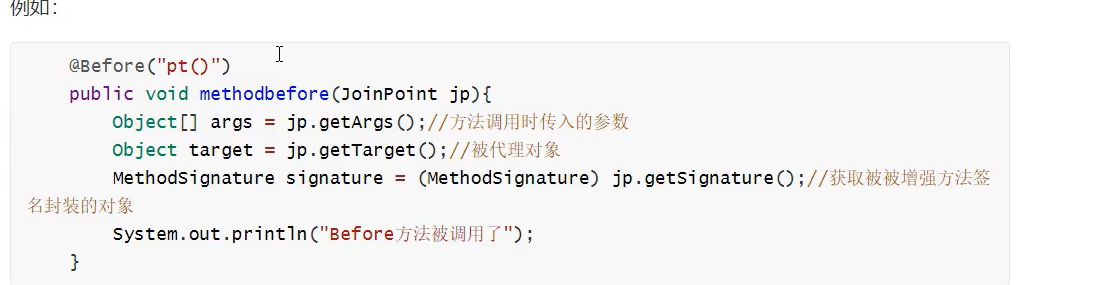 例如：
@Before("pt()")
public void methodbefore(JoinPoint jp){
Object[] args = jp.getArgs();//方法调用时传入的参数
Object target = jp.getTarget();//被代理对象
MethodSignature signature = (MethodSignature) jp.getSignature();//获取被被增强方法签
名封装的对象
System.out.println("Before方法被调用了");
}